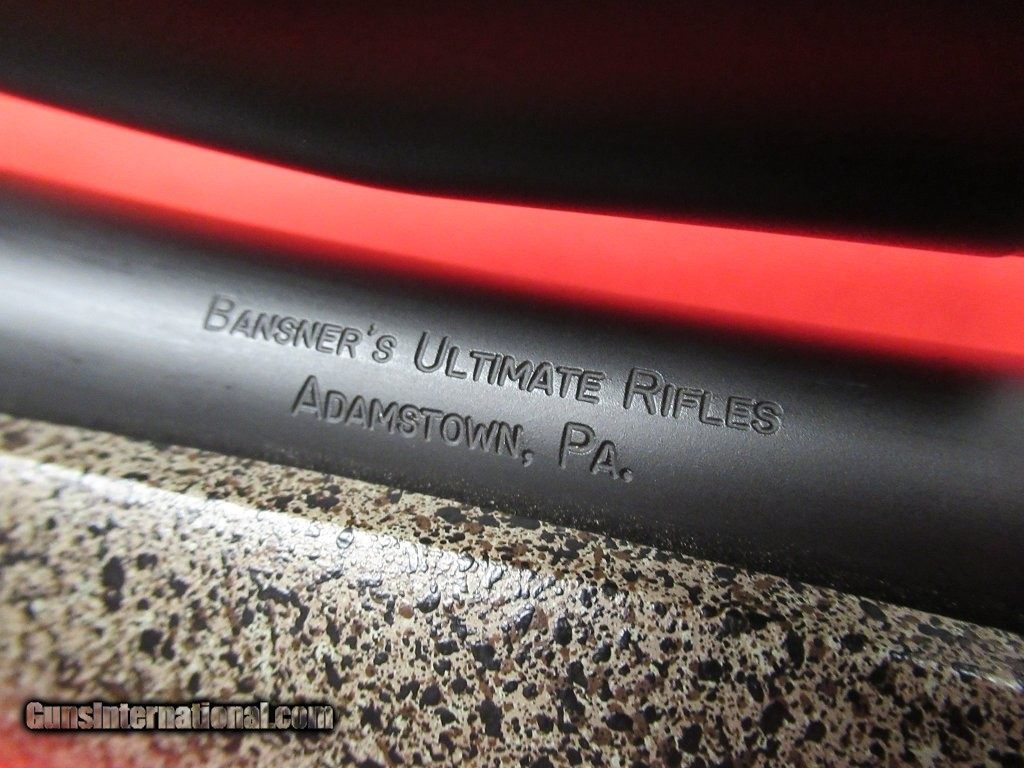 Bansner's Ultimate Rifles
Adamstown, Pa.
GunsInternational.com